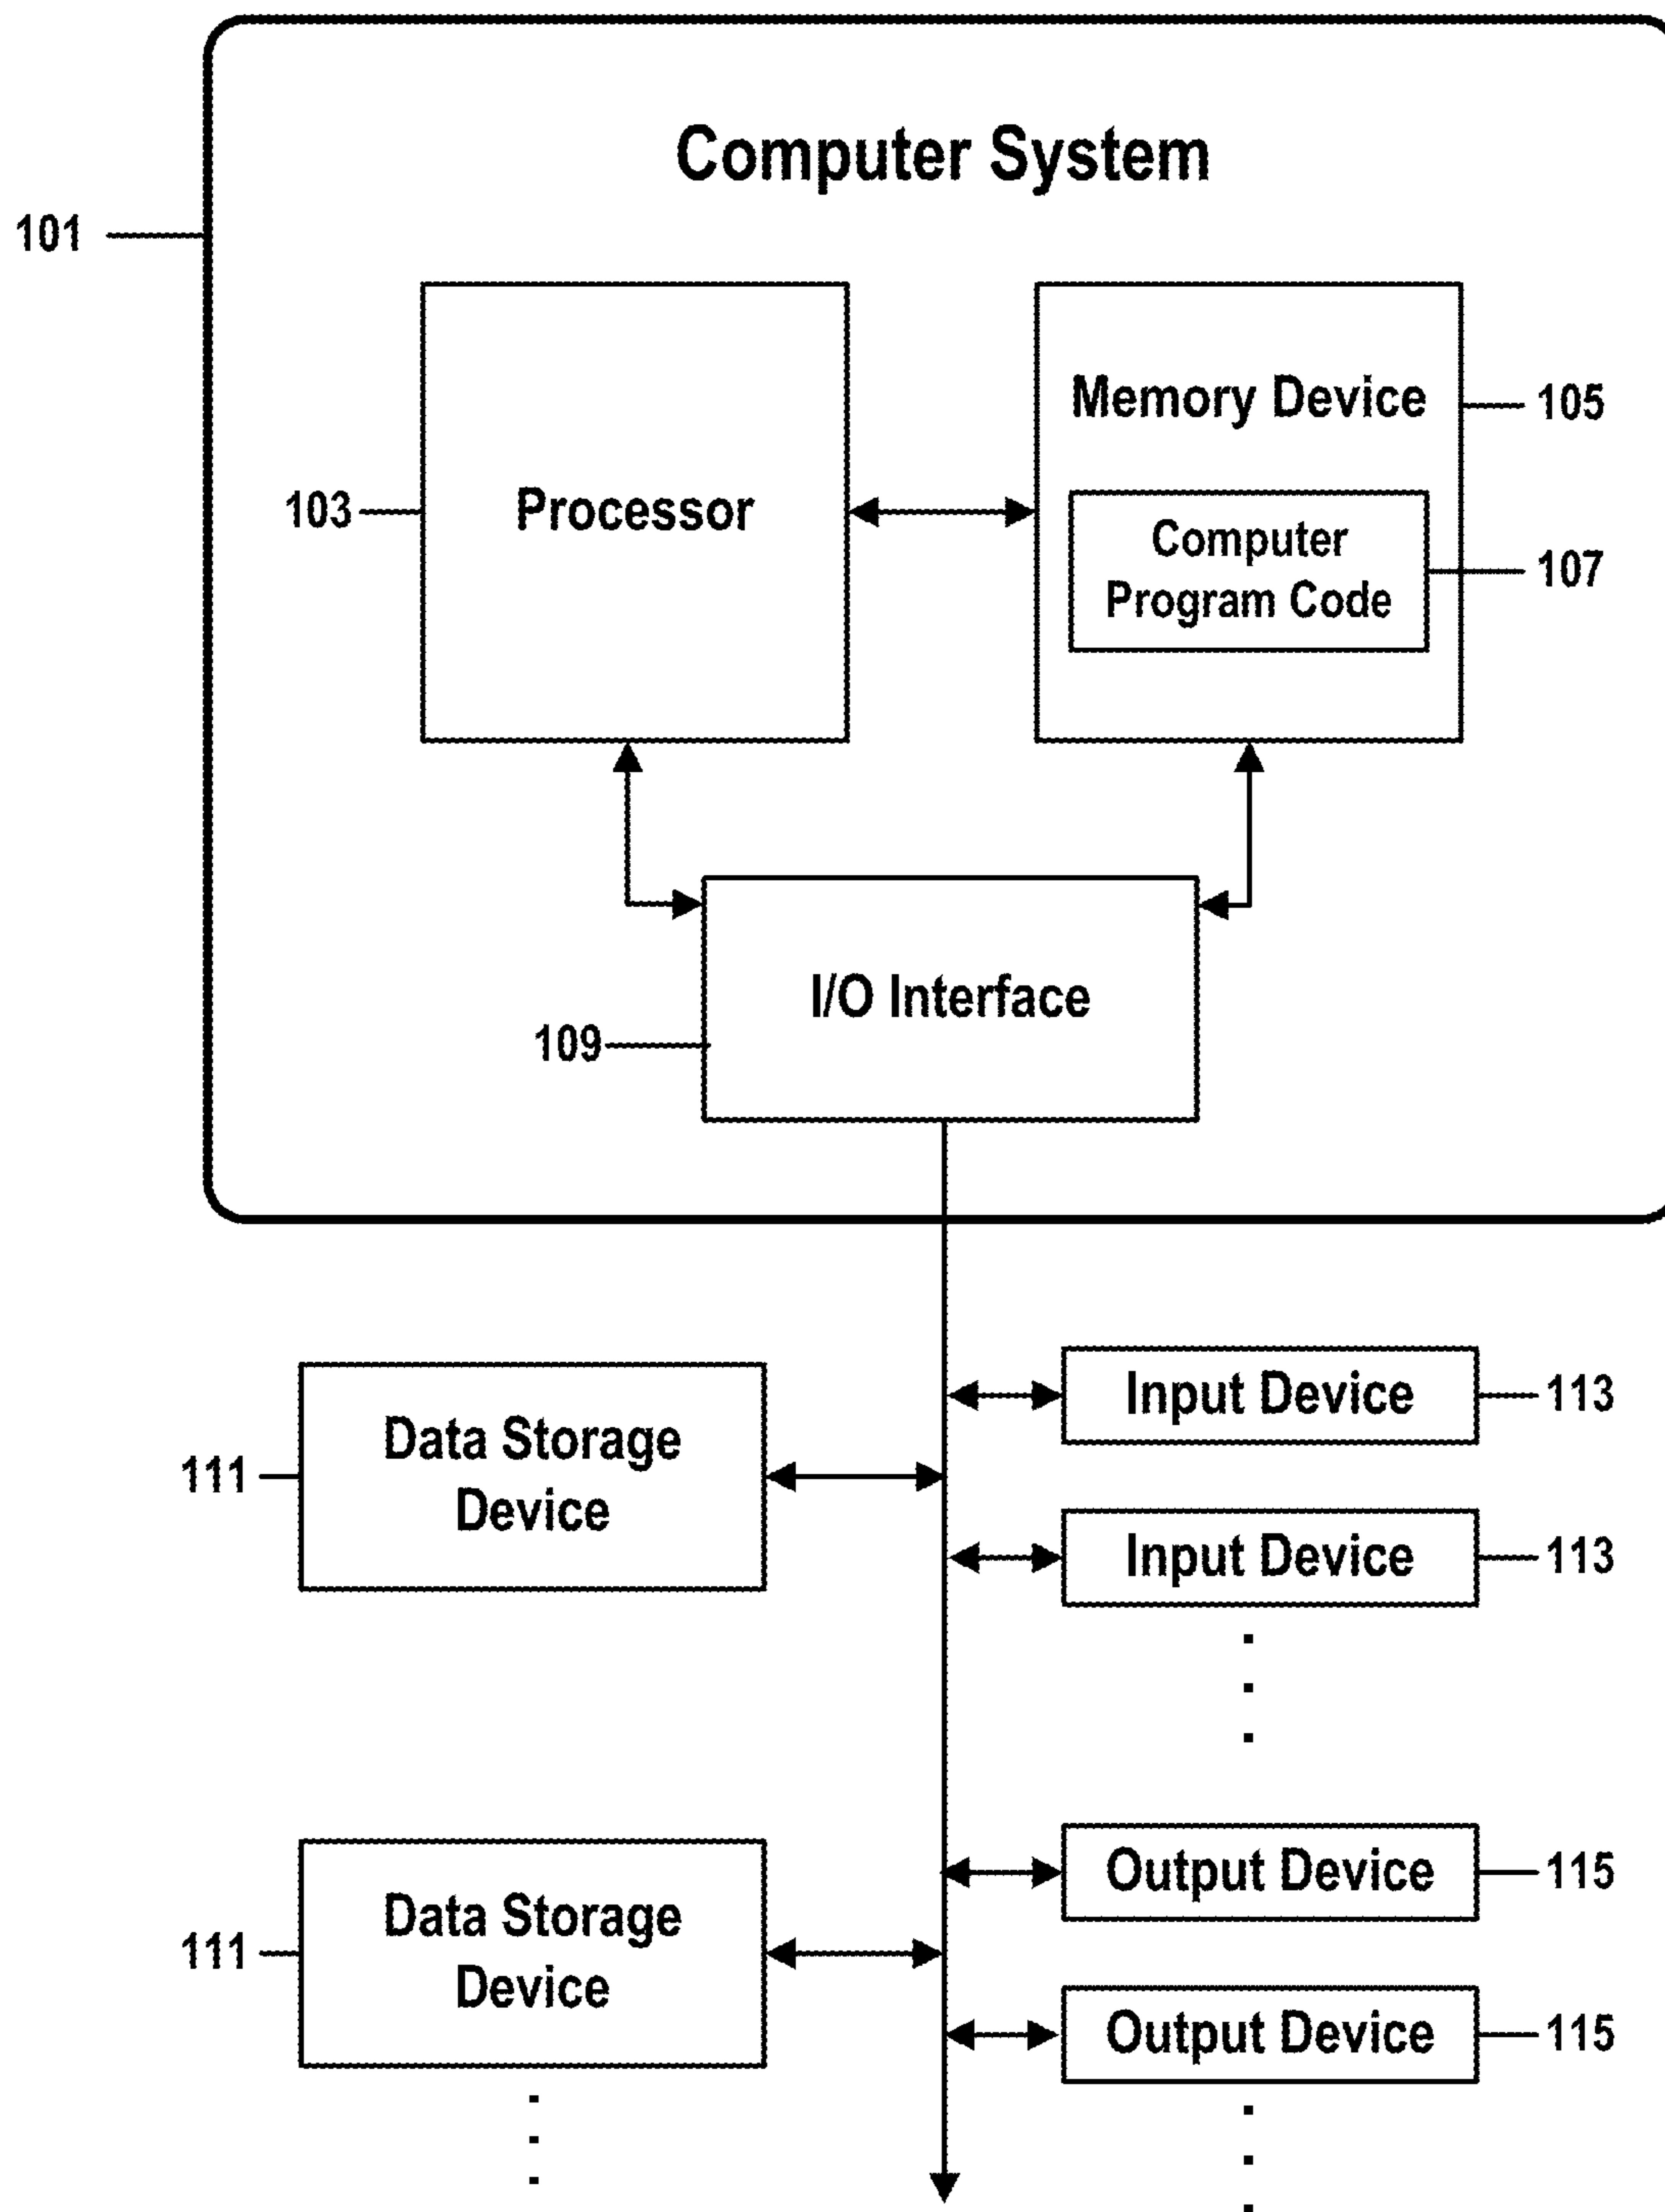 Computer System
101
Memory Device
105
103
Processor
Computer
Program Code
107
I/O Interface
109
Input Device
113
Data Storage
Device
111
Input Device
113
Output Device
115
Data Storage
Device
111
Output Device
115